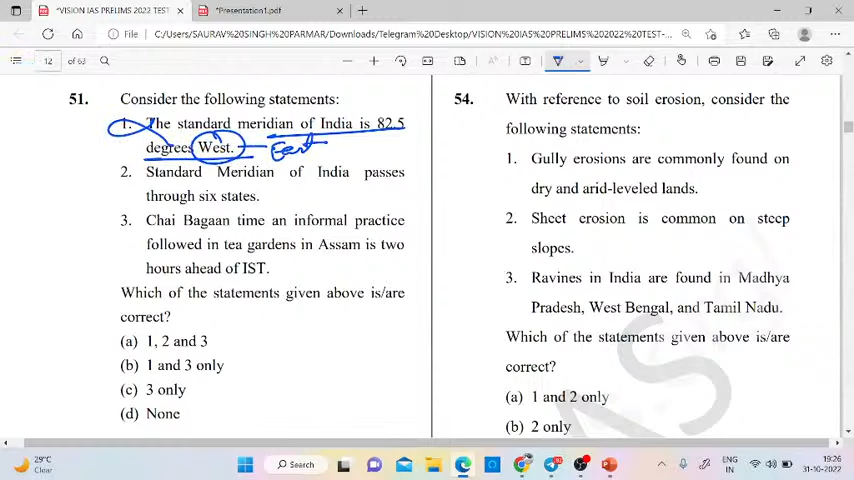 *VISION IAS PRELIMS 2022 TEST
*Presentation1.pdf
File
C:/Users/SAURAV%20SINGH%20PARMAR/Downloads/Telegram%20Desktop/VISION%20IAS%20PRELIMS%202022%20TEST-...
12 of 63
51. Consider the following statements:
1. The standard meridian of India is 82.5
degrees West. East
2. Standard Meridian of India passes
through six states.
3. Chai Bagaan time an informal practice
followed in tea gardens in Assam is two
hours ahead of IST.
Which of the statements given above is/are
correct?
(a) 1, 2 and 3
(b) 1 and 3 only
(c) 3 only
(d) None
54. With reference to soil erosion, consider the
following statements:
1. Gully erosions are commonly found on
dry and arid-leveled lands.
2. Sheet erosion is common on steep
slopes.
3. Ravines in India are found in Madhya
Pradesh, West Bengal, and Tamil Nadu.
Which of the statements given above is/are
correct?
(a) 1 and 2 only
(b) 2 only
29°C
Clear
Search
ENG
IN
19:26
31-10-2022